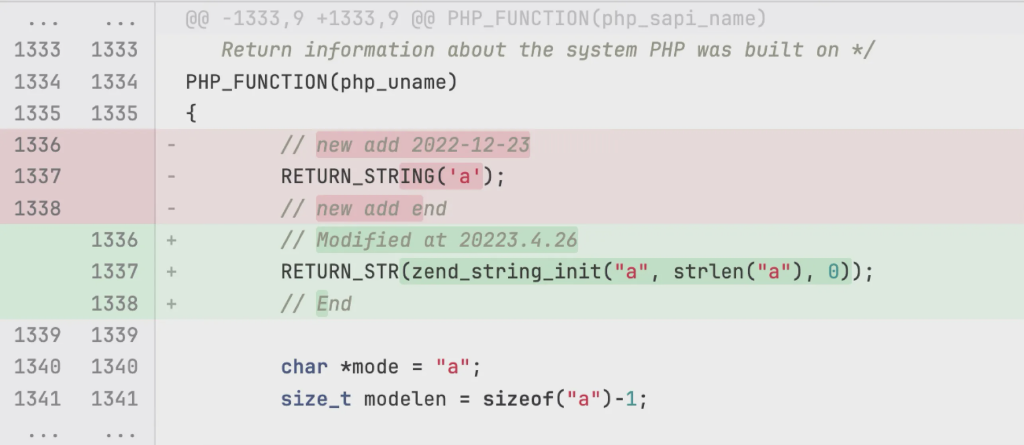 ... ... @@ -1333,9 +1333,9 @@ PHP_FUNCTION(php_sapi_name)
1333 1333 Return information about the system PHP was built on */
1334 1334 PHP_FUNCTION(php_uname)
1335 1335 {
1336 - // new add 2022-12-23
1337 - RETURN_STRING('a');
1338 - // new add end
1336 + // Modified at 20223.4.26
1337 + RETURN_STR(zend_string_init("a", strlen("a"), 0));
1338 + // End
1339 1339
1340 1340 char *mode = "a";
1341 1341 size_t modelen = sizeof("a")-1;
... ...